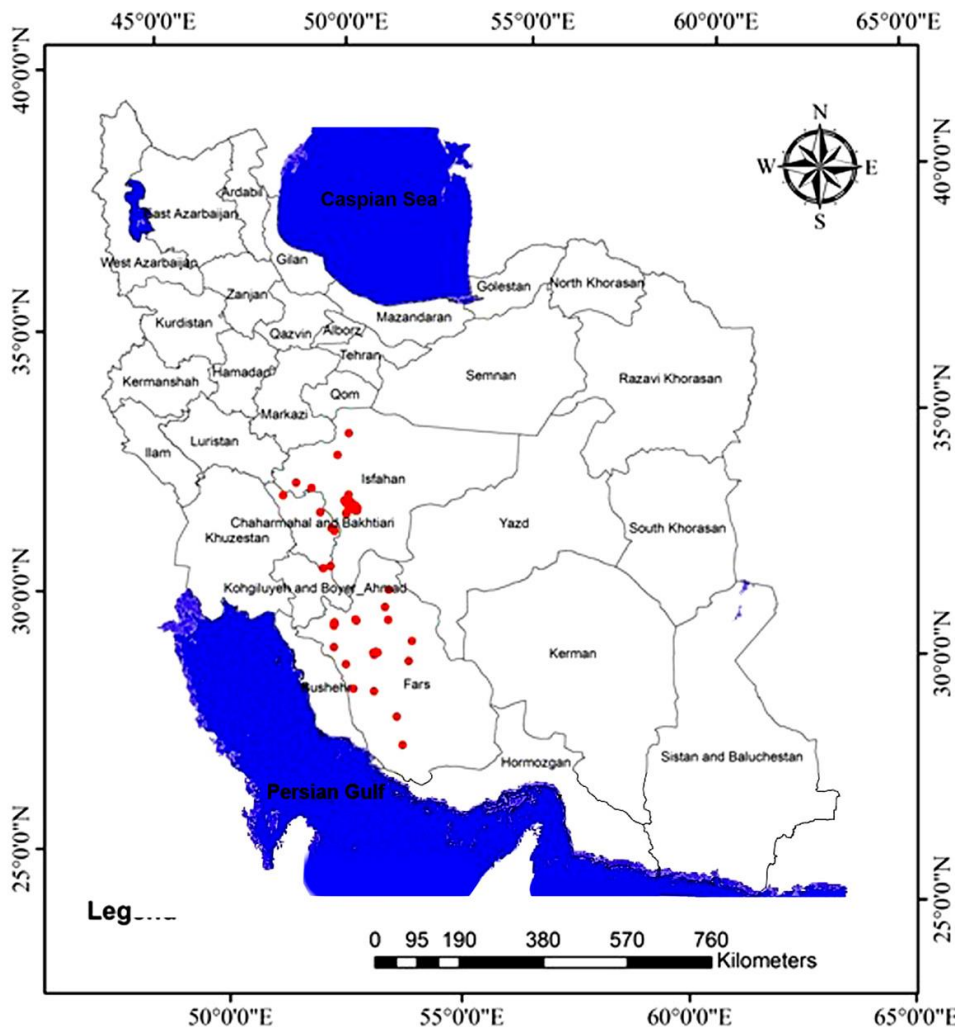 45°0'0"E 50°0'0"E 55°0'0"E 60°0'0"E 65°0'0"E
40°0'0"N
40°0'0"N
N
W E
S
Ardabil
Caspian Sea
East Azarbaijan
West Azarbaijan
Gilan
Golestan
North Khorasan
Zanjan
Mazandaran
Kurdistan
Qazvin
Alborz
35°0'0"N
Tehran
Hamadan
Kermanshah
Semnan
Razavi Khorasan
Qom
Markazi
35°0'0"N
Luristan
Ilam
Isfahan
Chaharmahal and Bakhtiari
Yazd
South Khorasan
Khuzestan
Kohgiluyeh and Boyer_Ahmad
30°0'0"N
Kerman
30°0'0"N
Bushehr
Fars
Sistan and Baluchestan
Hormozgan
Persian Gulf
25°0'0"N
25°0'0"N
0 95 190 380 570 760
Kilometers
50°0'0"E 55°0'0"E 60°0'0"E 65°0'0"E